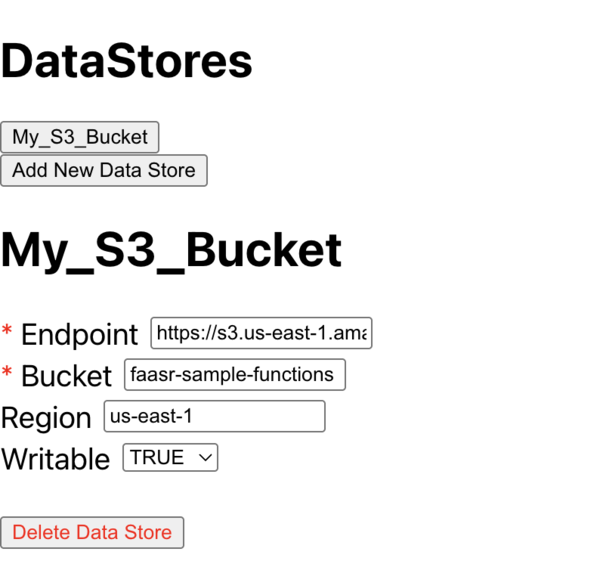 DataStores
My_S3_Bucket
Add New Data Store
My_S3_Bucket
* Endpoint https://s3.us-east-1.ama
* Bucket faasr-sample-functions
Region us-east-1
Writable TRUE
Delete Data Store